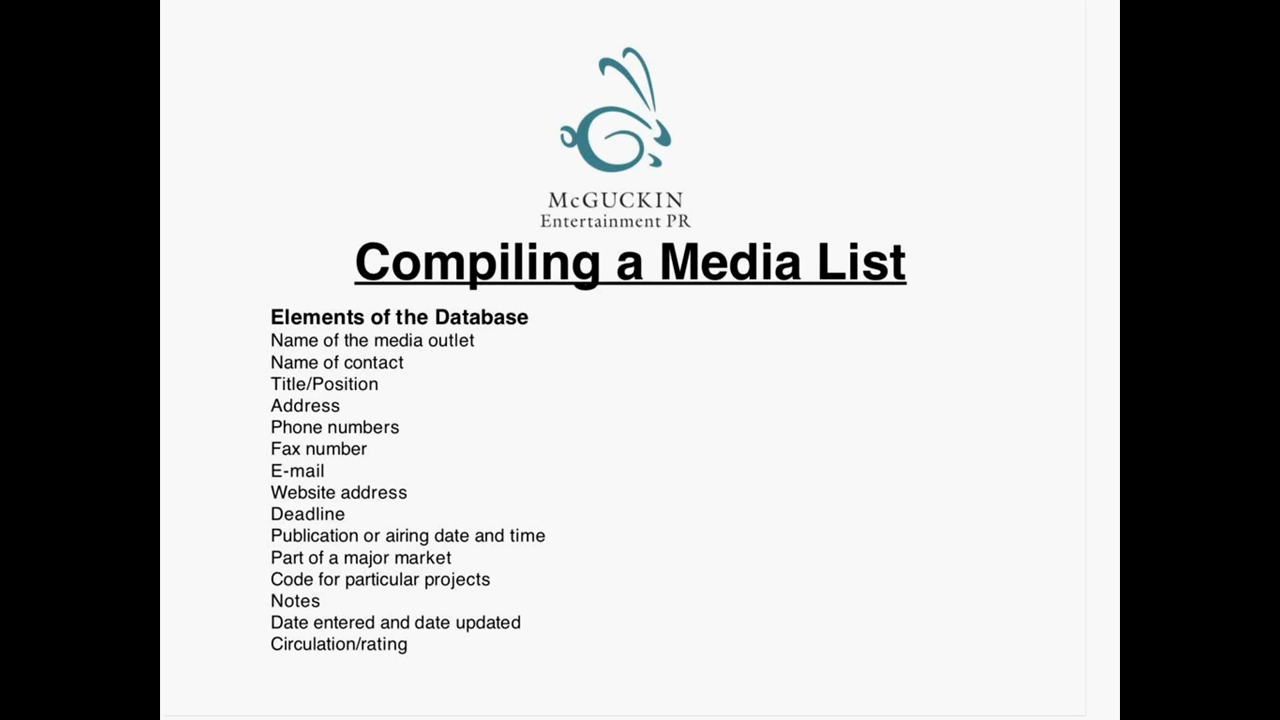 McGUCKIN
Entertainment PR
Compiling a Media List
Elements of the Database
Name of the media outlet
Name of contact
Title/Position
Address
Phone numbers
Fax number
E-mail
Website address
Deadline
Publication or airing date and time
Part of a major market
Code for particular projects
Notes
Date entered and date updated
Circulation/rating